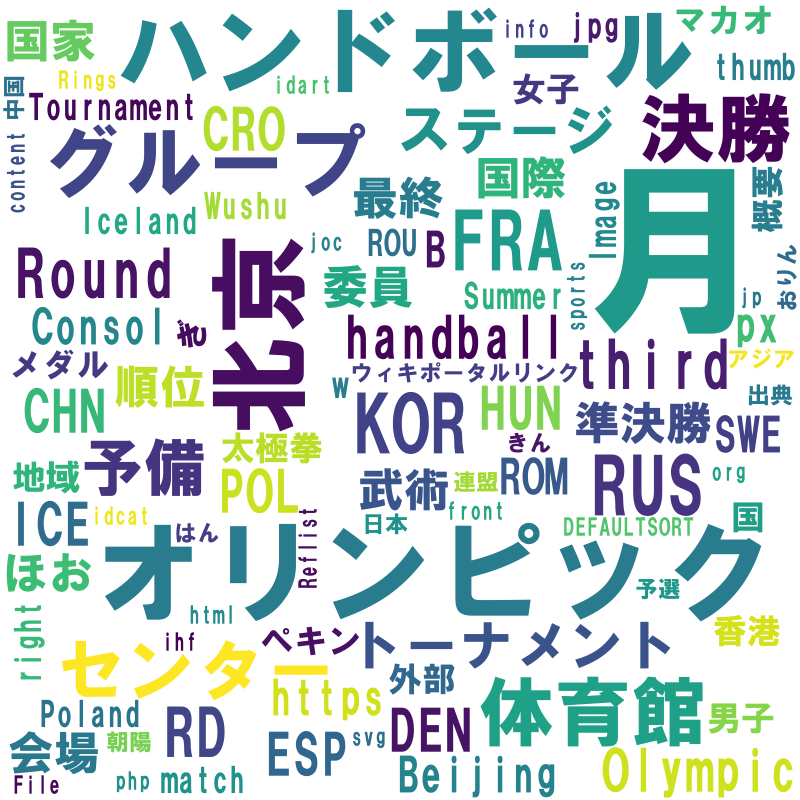 国家
ハンドボール
info
jpg
マカオ
中国
Rings
idart
女子
thumb
Tournament
CRO
ステージ
決勝
content
グループ
最終
国際
月
概要
Iceland
Wushu
joc
ROU
B
FRA
Image
おりん
Round
北京
委員
Summer
sports
jp
Consol
ぎ
handball
third
px
メダル
順位
ウィキポータルリンク
アジア
CHN
w
KOR
HUN
準決勝
出典
SWE
太極拳
きん
地域
予備
POL
武術
連盟
ROM
RUS
org
ICE
idcat
はん
Reflist
日本
front
DEFAULTSORT
国
ほお
オリンピック
right
html
予選
ihf
ペキン
トーナメント
香港
センター
https
外部
体育館
Poland
RD
DEN
男子
会場
朝陽
ESP
svg
File
php
match
Beijing
Olympic